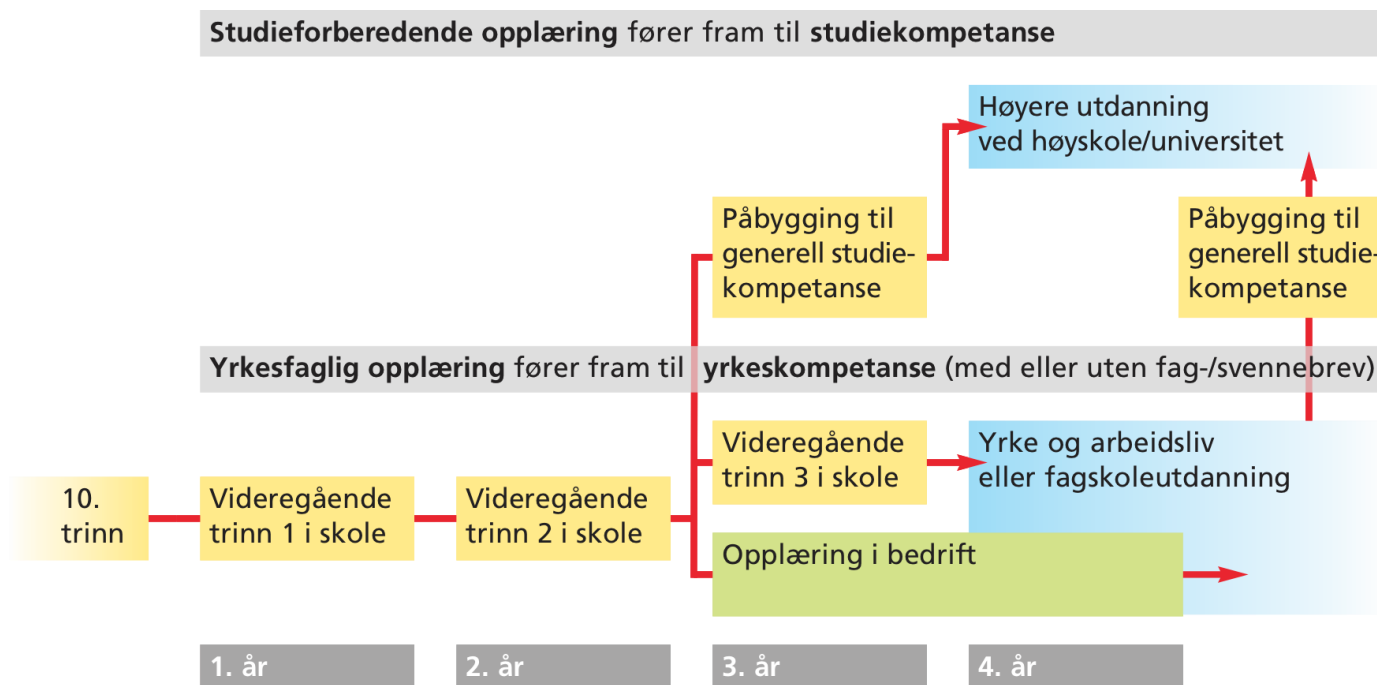 Studieforberedende opplæring fører fram til studiekompetanse
Høyere utdanning
ved høyskole/universitet
Påbygging til
generell studie-
kompetanse
Påbygging til
generell studie-
kompetanse
Yrkesfaglig opplæring fører fram til yrkeskompetanse (med eller uten fag-/svennebrev)
Videregående
trinn 3 i skole
Yrke og arbeidsliv
eller fagskoleutdanning
10.
trinn
Videregående
trinn 1 i skole
Videregående
trinn 2 i skole
Opplæring i bedrift
1. år
2. år
3. år
4. år